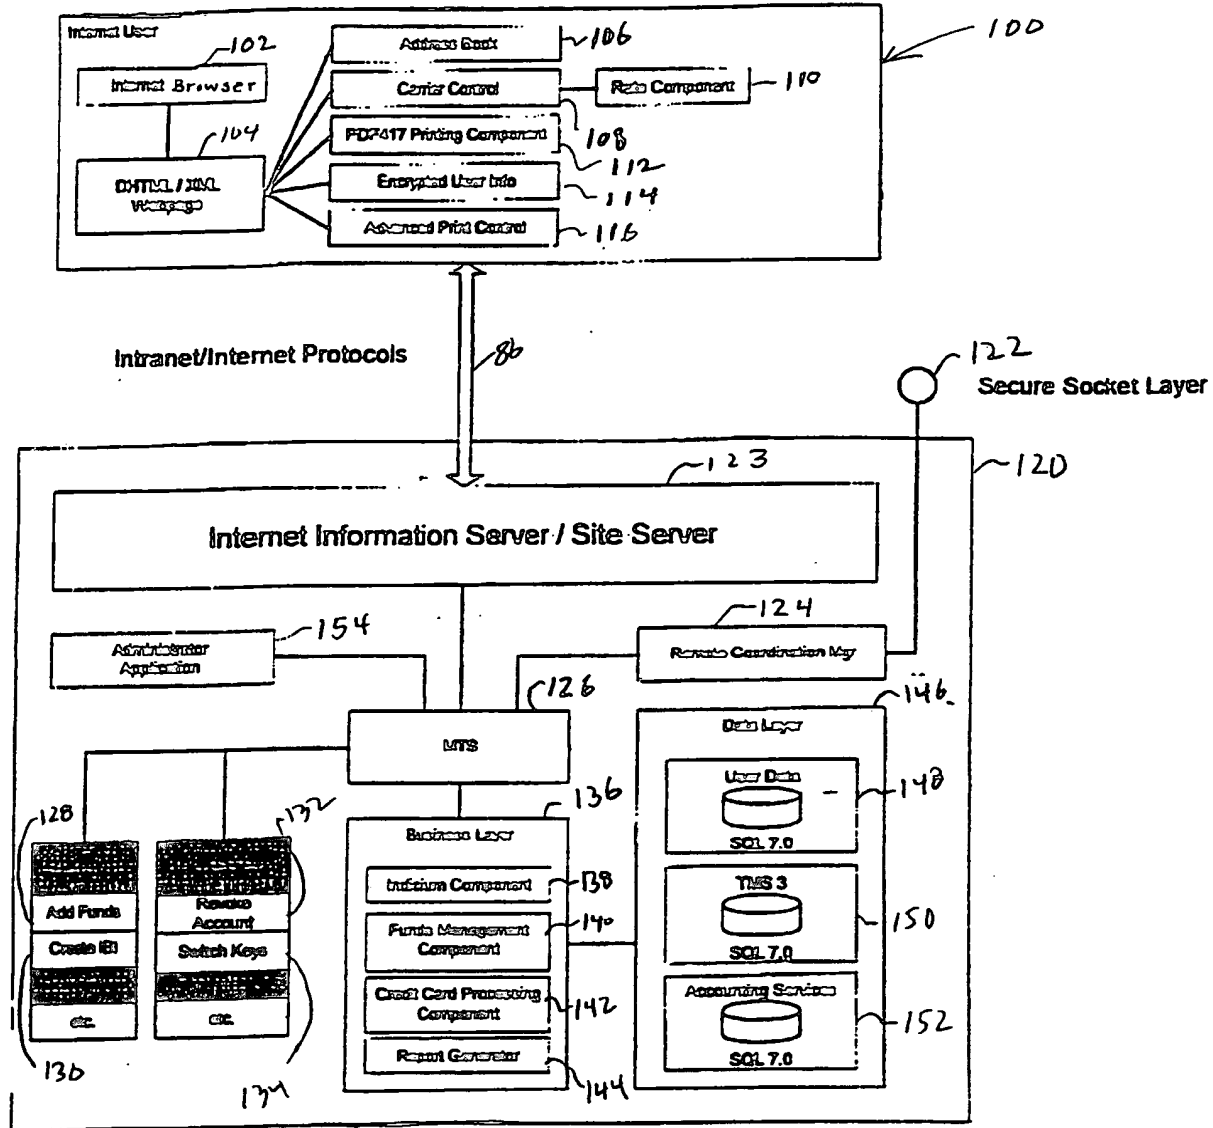 Internet User
102
Internet Browser
104
DHTML / XML
Webpage
Address Book
106
Carrier Control
108
Rate Component
110
PDF417 Printing Component
112
Encrypted User Info
114
Advanced Print Control
116
100
Intranet/Internet Protocols
86
122
Secure Socket Layer
120
123
Internet Information Server / Site Server
154
Administrator
Application
124
Remote Coordination Mgr
126
MTS
146
Data Layer
User Data
SQL 7.0
148
TMS 3
SQL 7.0
150
Accounting Services
SQL 7.0
152
128
Add Funds
Create IBI
etc.
130
132
Revoke
Account
Switch Keys
etc.
134
136
Business Layer
Indicium Component
138
Funds Management
Component
140
Credit Card Processing
Component
142
Report Generator
144